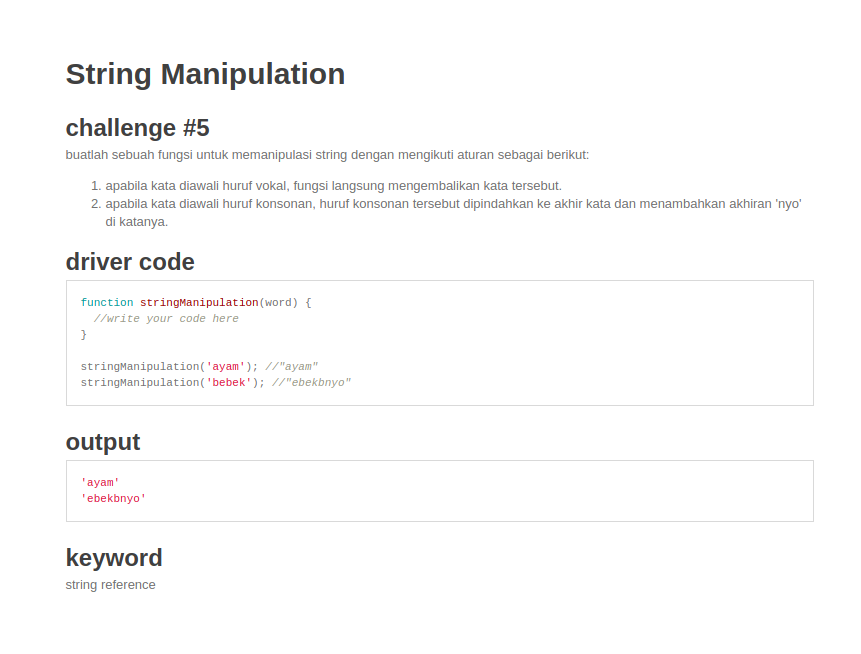 String Manipulation
challenge #5
buatlah sebuah fungsi untuk memanipulasi string dengan mengikuti aturan sebagai berikut:
1. apabila kata diawali huruf vokal, fungsi langsung mengembalikan kata tersebut.
2. apabila kata diawali huruf konsonan, huruf konsonan tersebut dipindahkan ke akhir kata dan menambahkan akhiran 'nyo'
di katanya.
driver code
function stringManipulation(word) {
  //write your code here
}
stringManipulation('ayam'); //"ayam"
stringManipulation('bebek'); //"ebekbnyo"
output
'ayam'
'ebekbnyo'
keyword
string reference